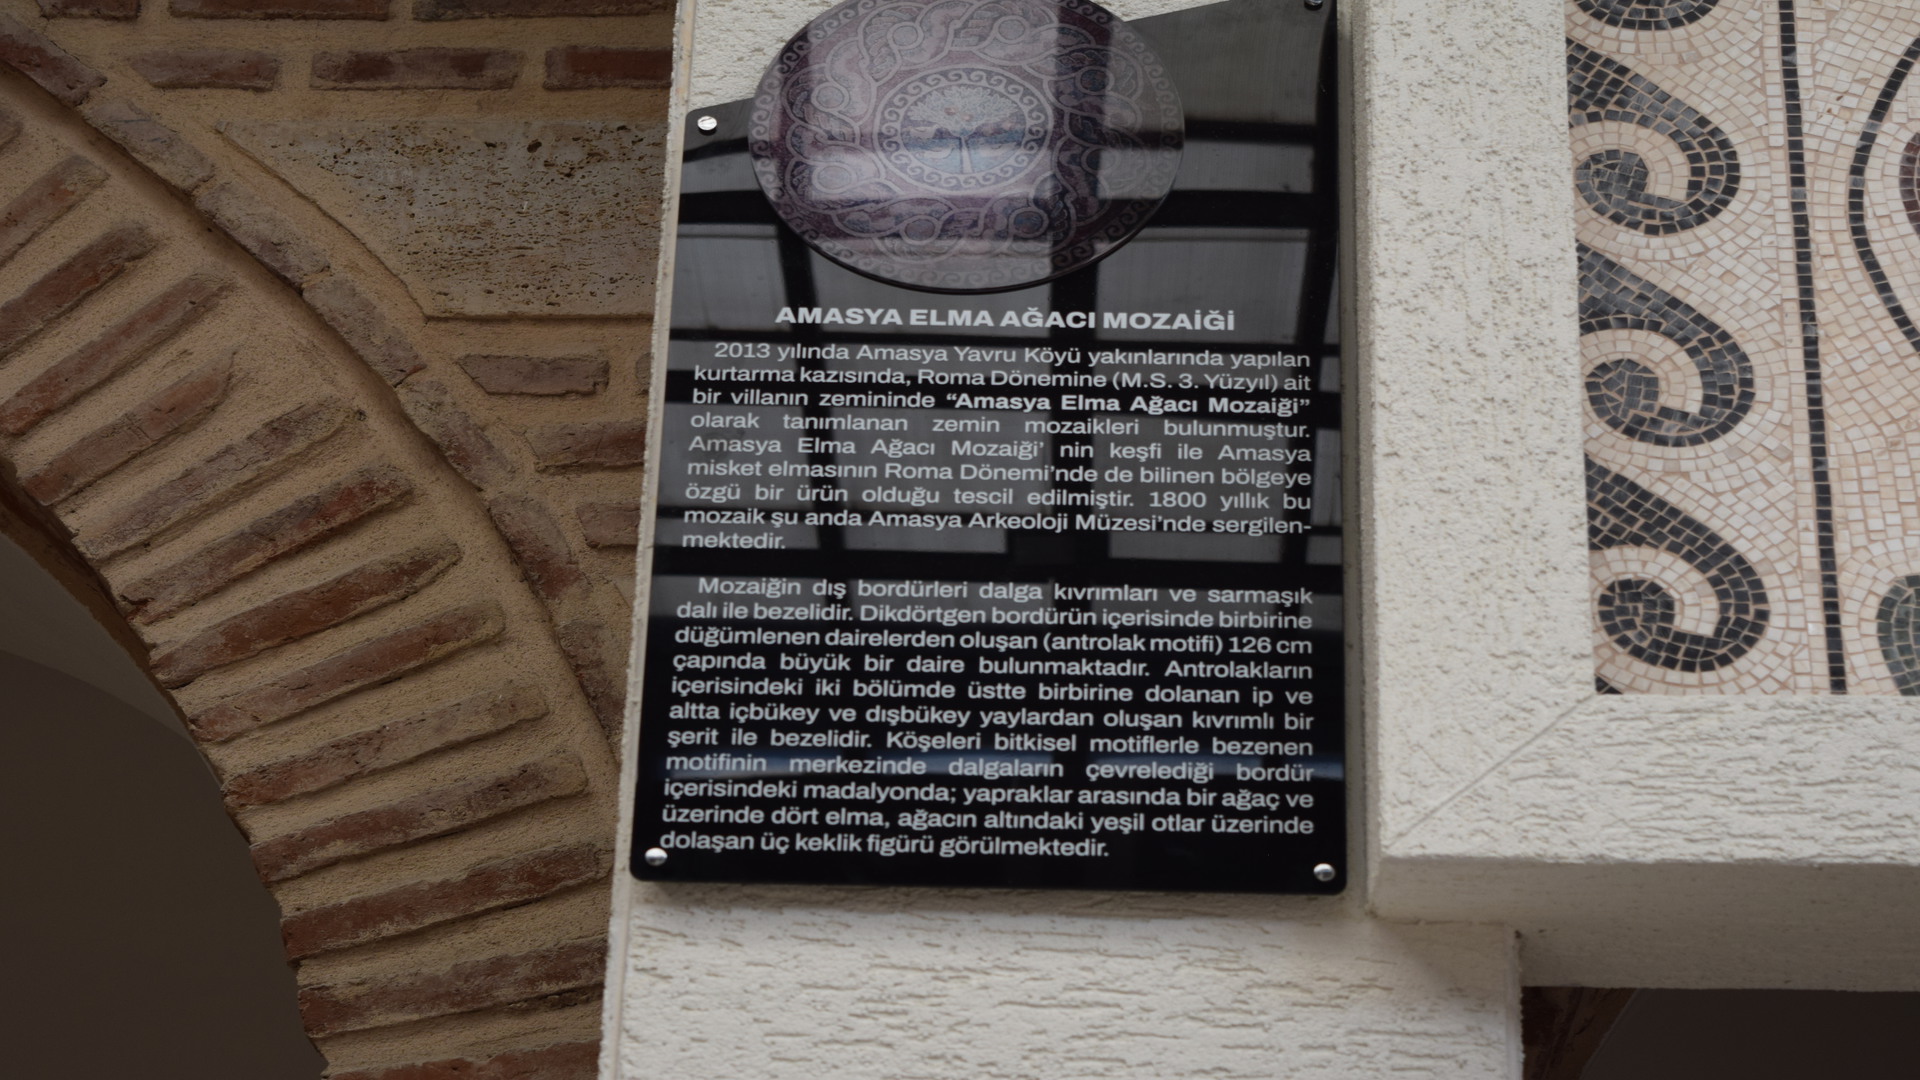 AMASYA ELMA AĞACI MOZAİĞİ
2013 yılında Amasya Yavru Köyü yakınlarında yapılan
kurtarma kazısında, Roma Dönemine (M.S. 3. Yüzyıl) ait
bir villanın zemininde “Amasya Elma Ağacı Mozaiği”
olarak tanımlanan zemin mozaikleri bulunmuştur.
Amasya Elma Ağacı Mozaiği’ nin keşfi ile Amasya
misket elmasının Roma Dönemi’nde de bilinen bölgeye
özgü bir ürün olduğu tescil edilmiştir. 1800 yıllık bu
mozaik şu anda Amasya Arkeoloji Müzesi’nde sergilen-
mektedir.
Mozaiğin dış bordürleri dalga kıvrımları ve sarmaşık
dalı ile bezelidir. Dikdörtgen bordürün içerisinde birbirine
düğümlenen dairelerden oluşan (antrolak motifi) 126 cm
çapında büyük bir daire bulunmaktadır. Antrolakların
içerisindeki iki bölümde üstte birbirine dolanan ip ve
altta içbükey ve dışbükey yaylardan oluşan kıvrımlı bir
şerit ile bezelidir. Köşeleri bitkisel motiflerle bezenen
motifinin merkezinde dalgaların çevrelediği bordür
içerisindeki madalyonda; yapraklar arasında bir ağaç ve
üzerinde dört elma, ağacın altındaki yeşil otlar üzerinde
dolaşan üç keklik figürü görülmektedir.